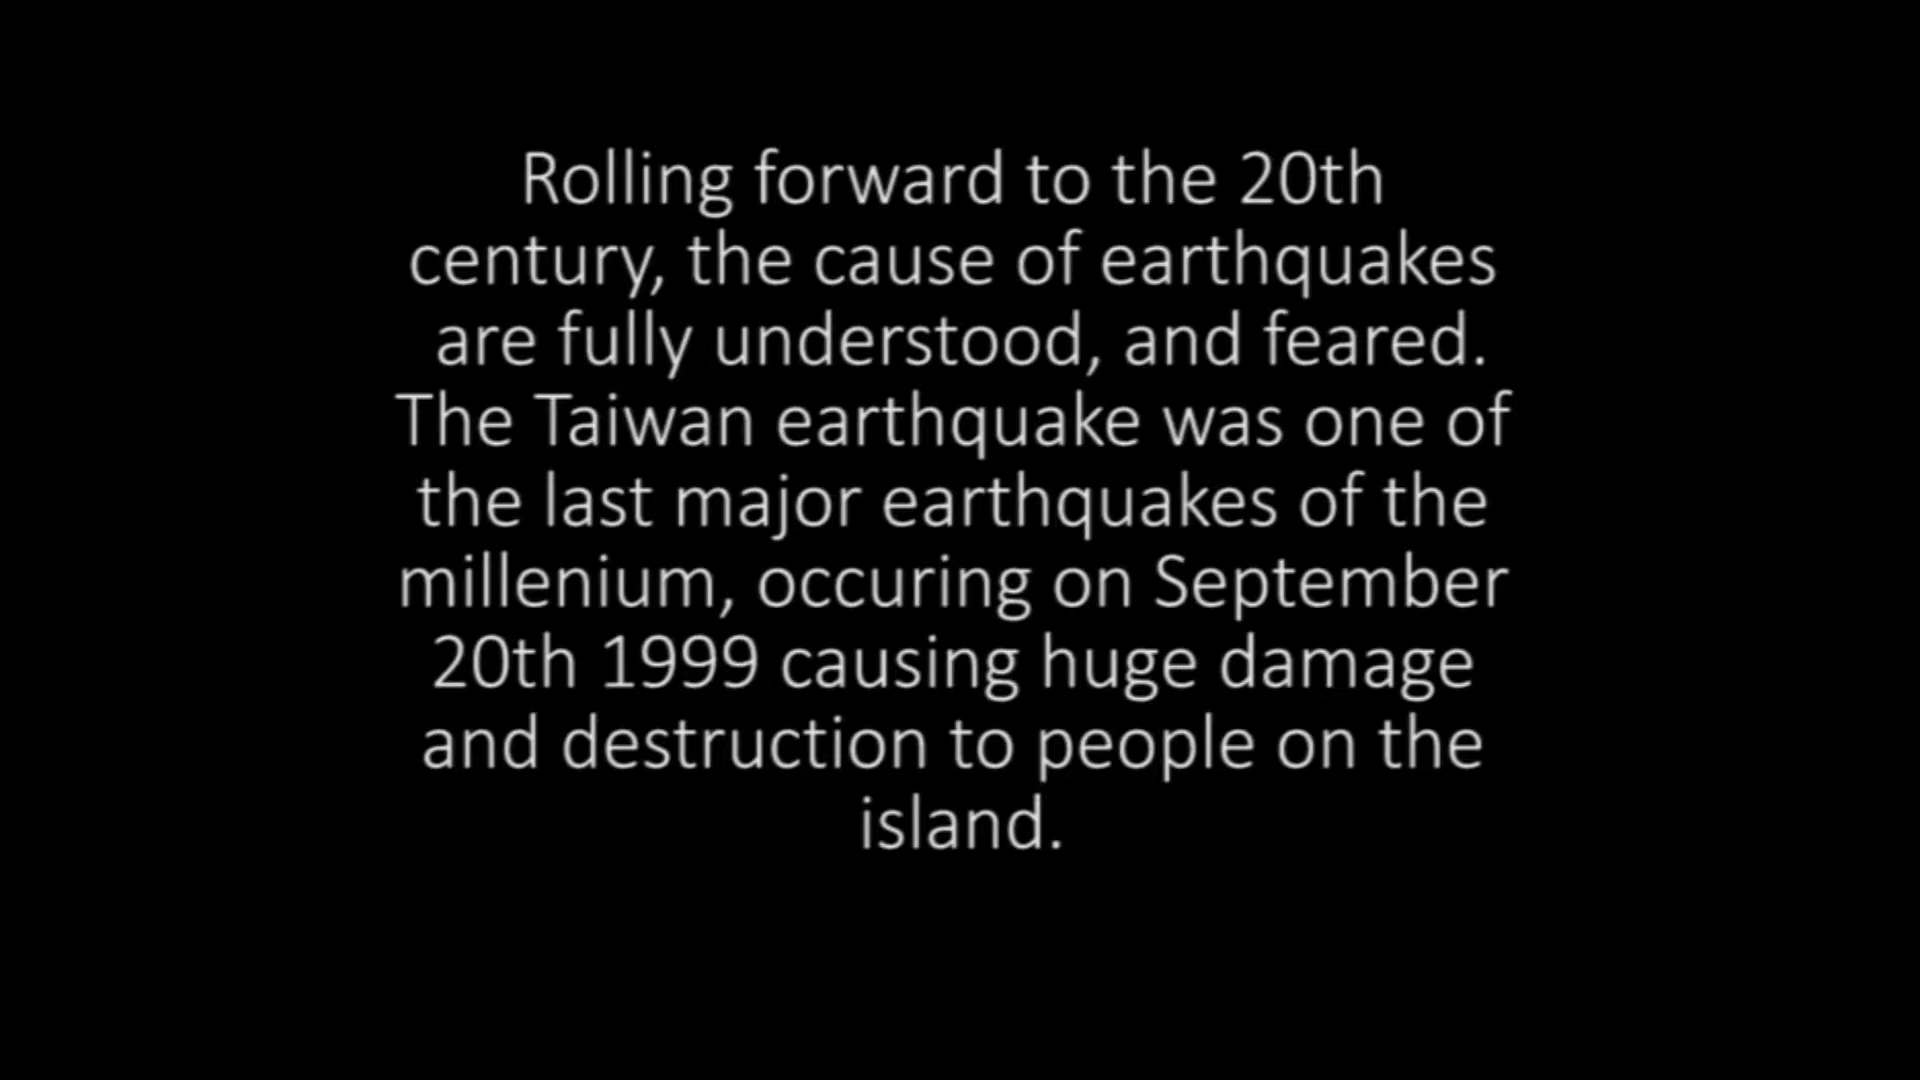 Rolling forward to the 20th
century, the cause of earthquakes
are fully understood, and feared.
The Taiwan earthquake was one of
the last major earthquakes of the
millenium, occuring on September
20th 1999 causing huge damage
and destruction to people on the
island.